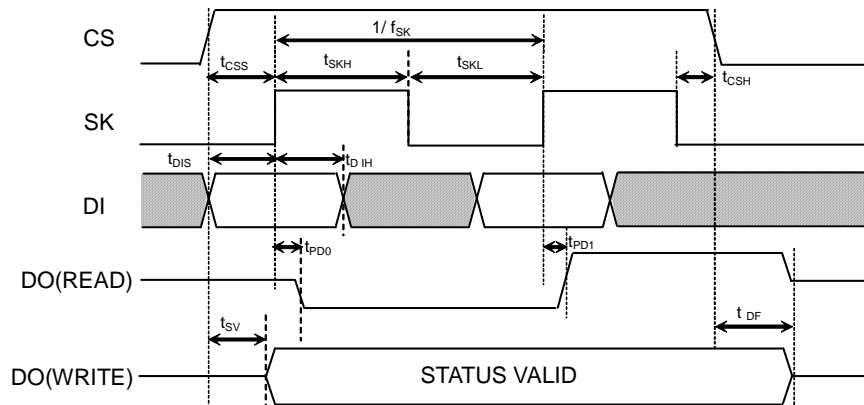 CS
1/ fSK
tCSS
tSKH
tSKL
tCSH
SK
tDIS
tD IH
DI
tPD0
tPD1
DO(READ)
tSV
t DF
DO(WRITE)
STATUS VALID